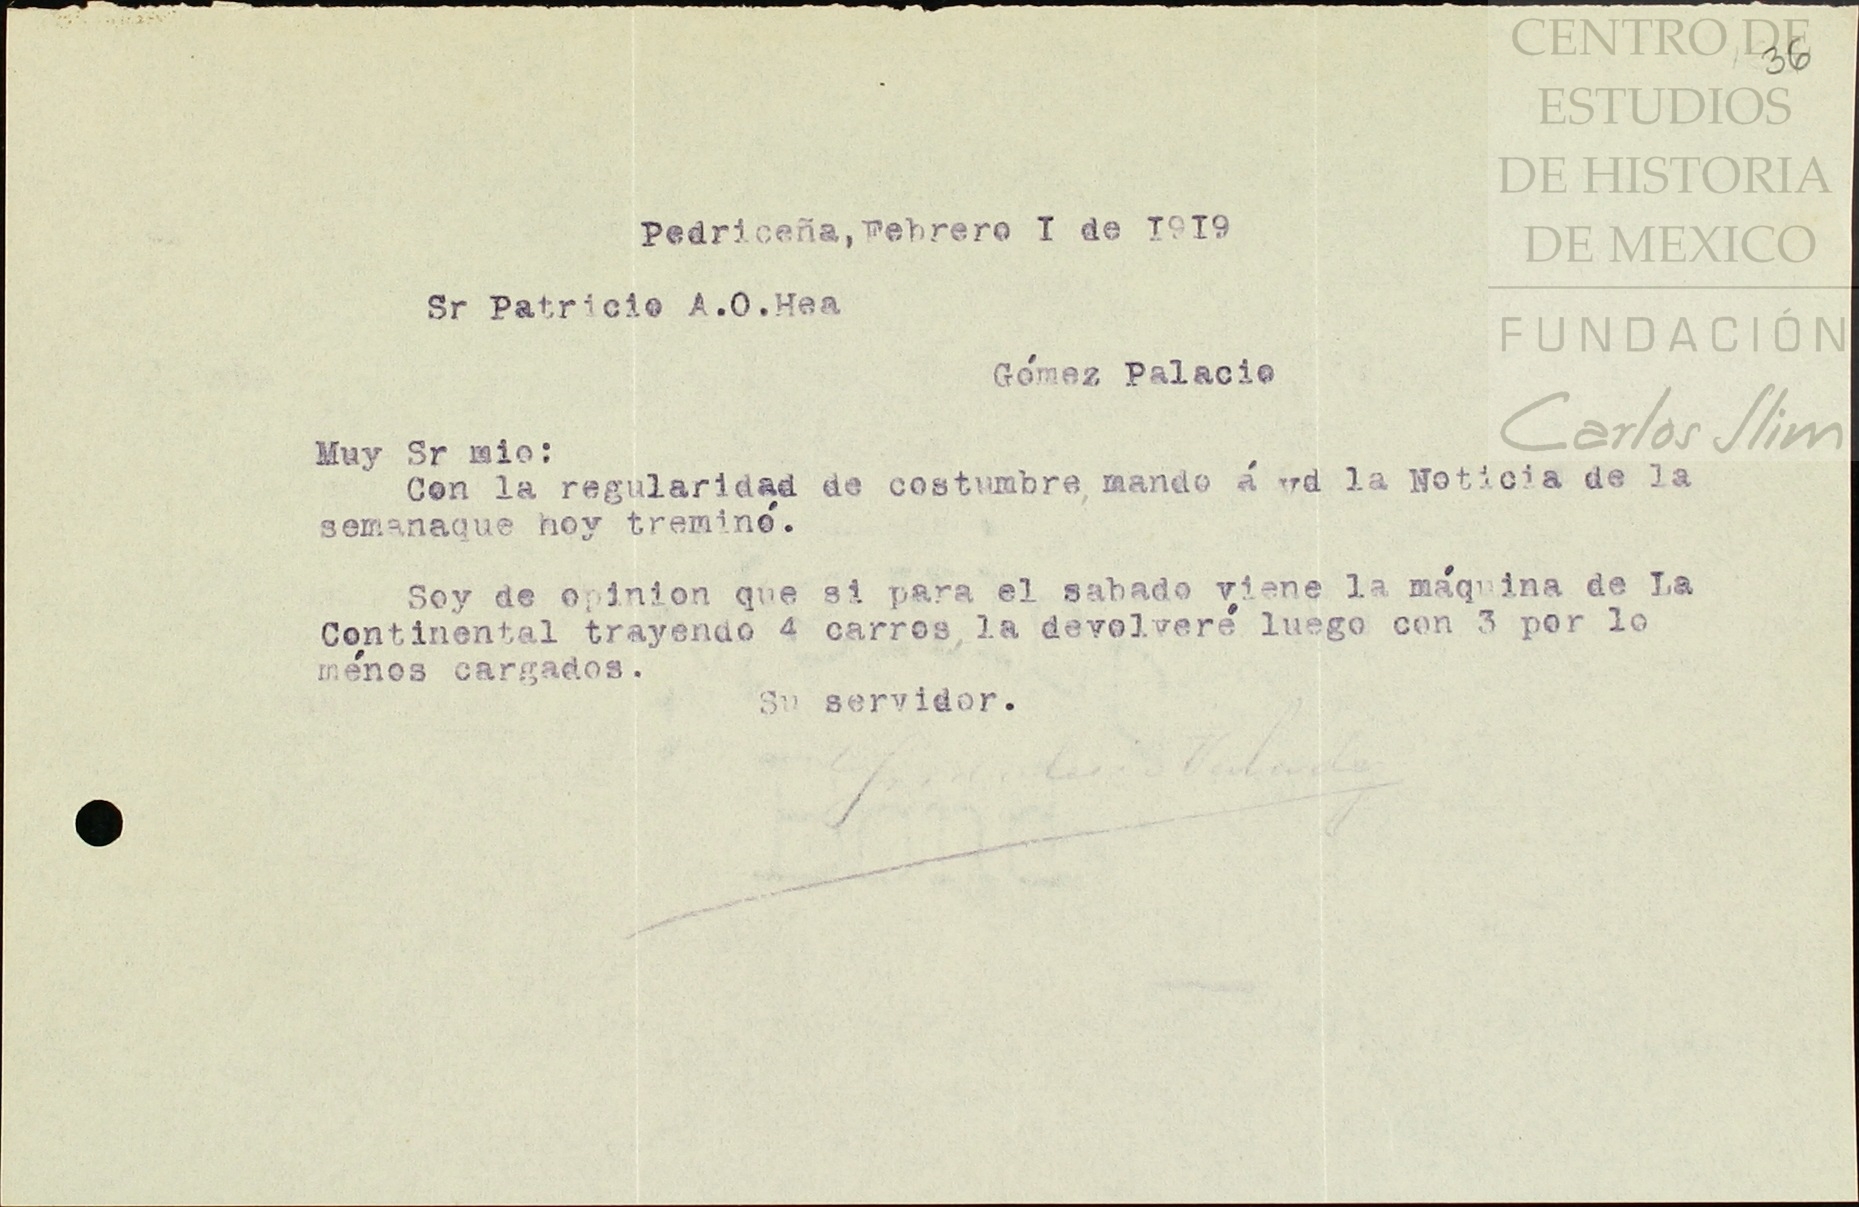 CENTRO DE
36
ESTUDIOS
DE HISTORIA
DE MEXICO
FUNDACIÓN
Carlos Slim
Pedriceña, Febrero I de I9I9
Sr Patricio A.O.Hea
Gómez Palacio
Muy Sr mio:
Con la regularidad de costumbre, mando á vd la Noticia de la
semanaque hoy treminó.
Soy de opinion que si para el sabado viene la máquina de La
Continental trayendo 4 carros, la devolveré luego con 3 por lo
ménos cargados.
Su servidor.